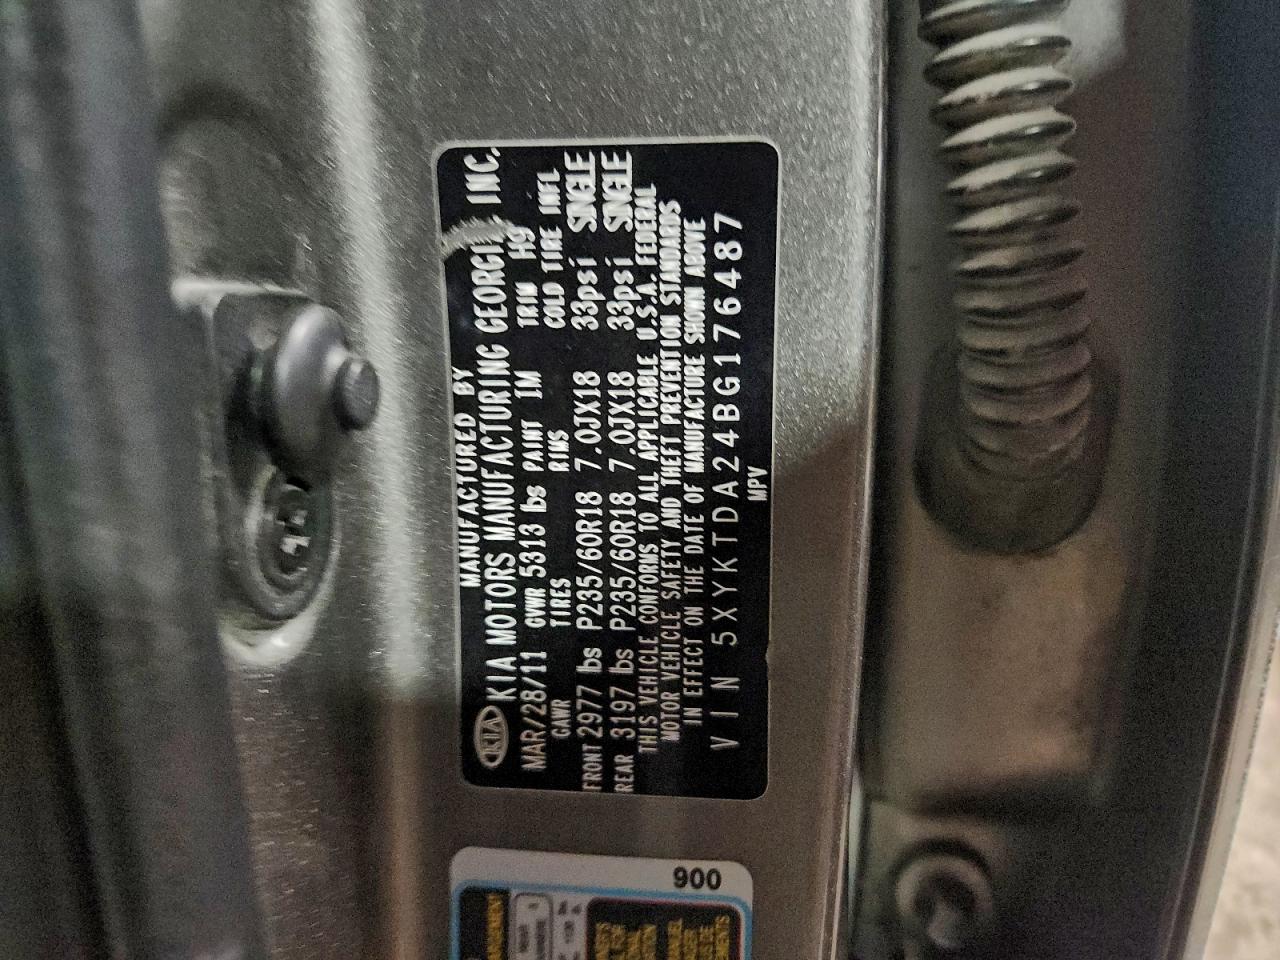 MANUFACTURED BY
KIA KIA MOTORS MANUFACTURING GEORGI INC.
MAR/28/11 GVWR 5313 lbs PAINT IM TRIM H9
GAWR TIRES RIMS COLD TIRE INFL
FRONT 2977 lbs P235/60R18 7.0JX18 33psi SINGLE
REAR 3197 lbs P235/60R18 7.0JX18 33psi SINGLE
THIS VEHICLE CONFORMS TO ALL APPLICABLE U.S.A. FEDERAL
MOTOR VEHICLE SAFETY AND THEFT PREVENTION STANDARDS
IN EFFECT ON THE DATE OF MANUFACTURE SHOWN ABOVE
VIN 5XYKTDA24BG176487
MPV
900